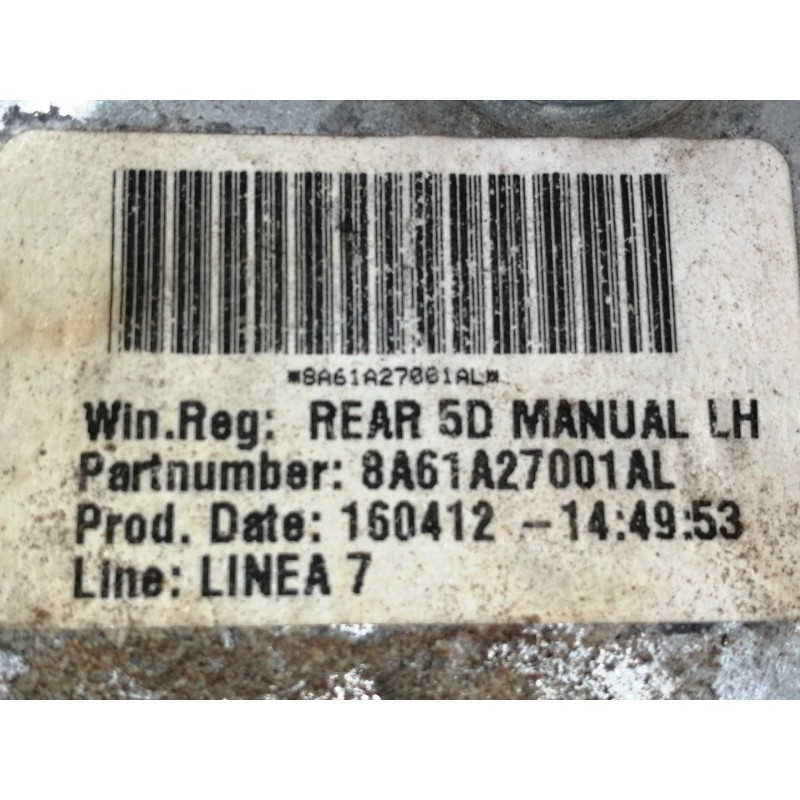 *8A61A27001AL*
Win.Reg: REAR 5D MANUAL LH
Partnumber: 8A61A27001AL
Prod. Date: 160412 - 14:49:53
Line: LINEA 7